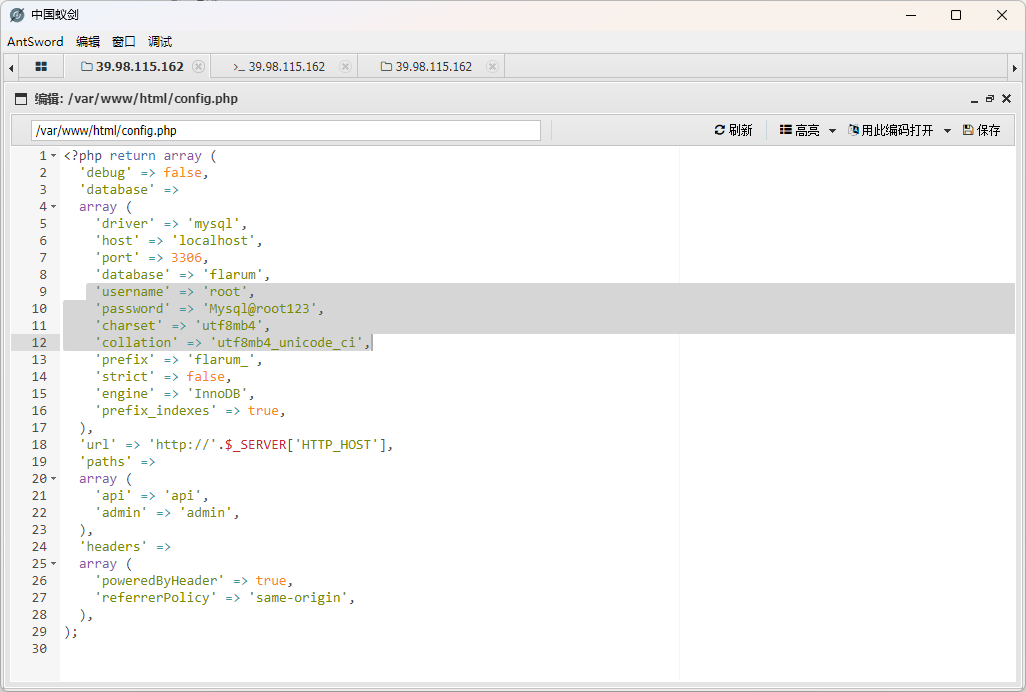 中国蚁剑
AntSword 编辑 窗口 调试
39.98.115.162 >_ 39.98.115.162 39.98.115.162
编辑: /var/www/html/config.php
/var/www/html/config.php 刷新 高亮 用此编码打开 保存
1 <?php return array (
2   'debug' => false,
3   'database' =>
4   array (
5     'driver' => 'mysql',
6     'host' => 'localhost',
7     'port' => 3306,
8     'database' => 'flarum',
9     'username' => 'root',
10     'password' => 'Mysql@root123',
11     'charset' => 'utf8mb4',
12     'collation' => 'utf8mb4_unicode_ci',
13     'prefix' => 'flarum_',
14     'strict' => false,
15     'engine' => 'InnoDB',
16     'prefix_indexes' => true,
17   ),
18   'url' => 'http://'.$_SERVER['HTTP_HOST'],
19   'paths' =>
20   array (
21     'api' => 'api',
22     'admin' => 'admin',
23   ),
24   'headers' =>
25   array (
26     'poweredByHeader' => true,
27     'referrerPolicy' => 'same-origin',
28   ),
29 );
30